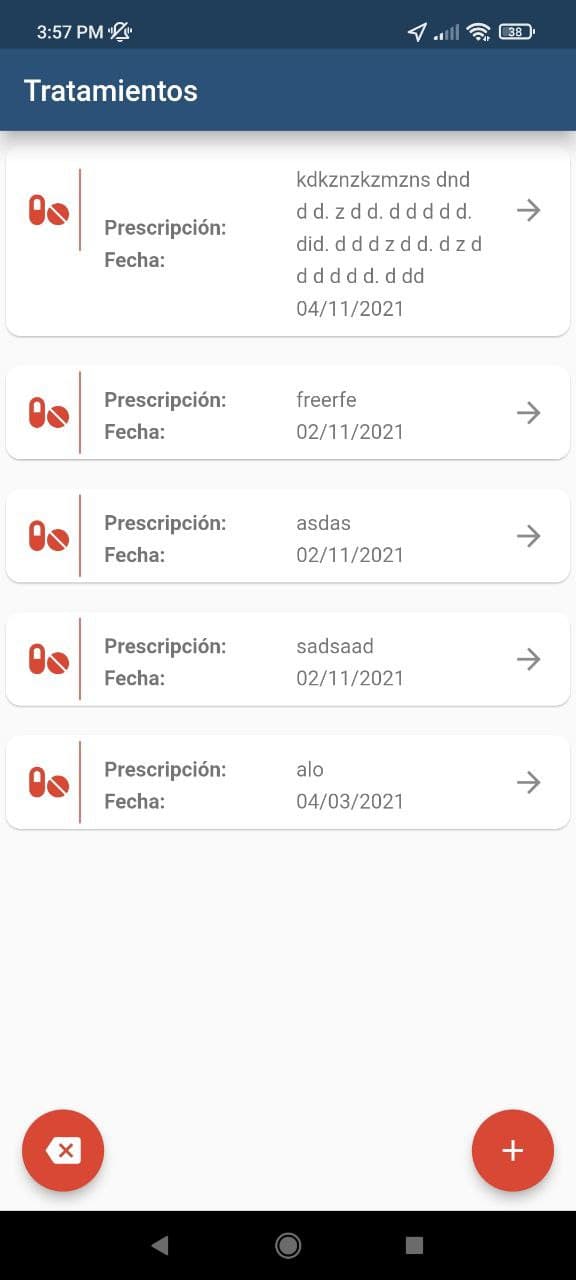 3:57 PM
38
Tratamientos
kdkznzkzmzns dnd
d d. z d d. d d d d d.
Prescripción:
did. d d d z d d. d z d
Fecha:
d d d d d. d dd
04/11/2021
Prescripción: freerfe
Fecha: 02/11/2021
Prescripción: asdas
Fecha: 02/11/2021
Prescripción: sadsaad
Fecha: 02/11/2021
Prescripción: alo
Fecha: 04/03/2021